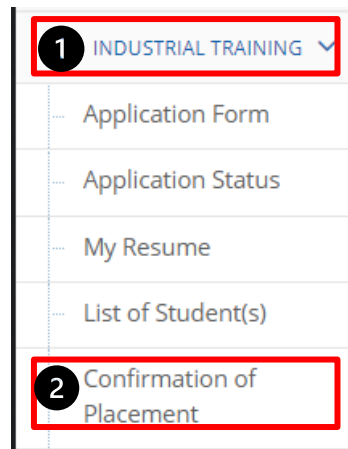 1 INDUSTRIAL TRAINING
Application Form
Application Status
My Resume
List of Student(s)
2 Confirmation of
Placement